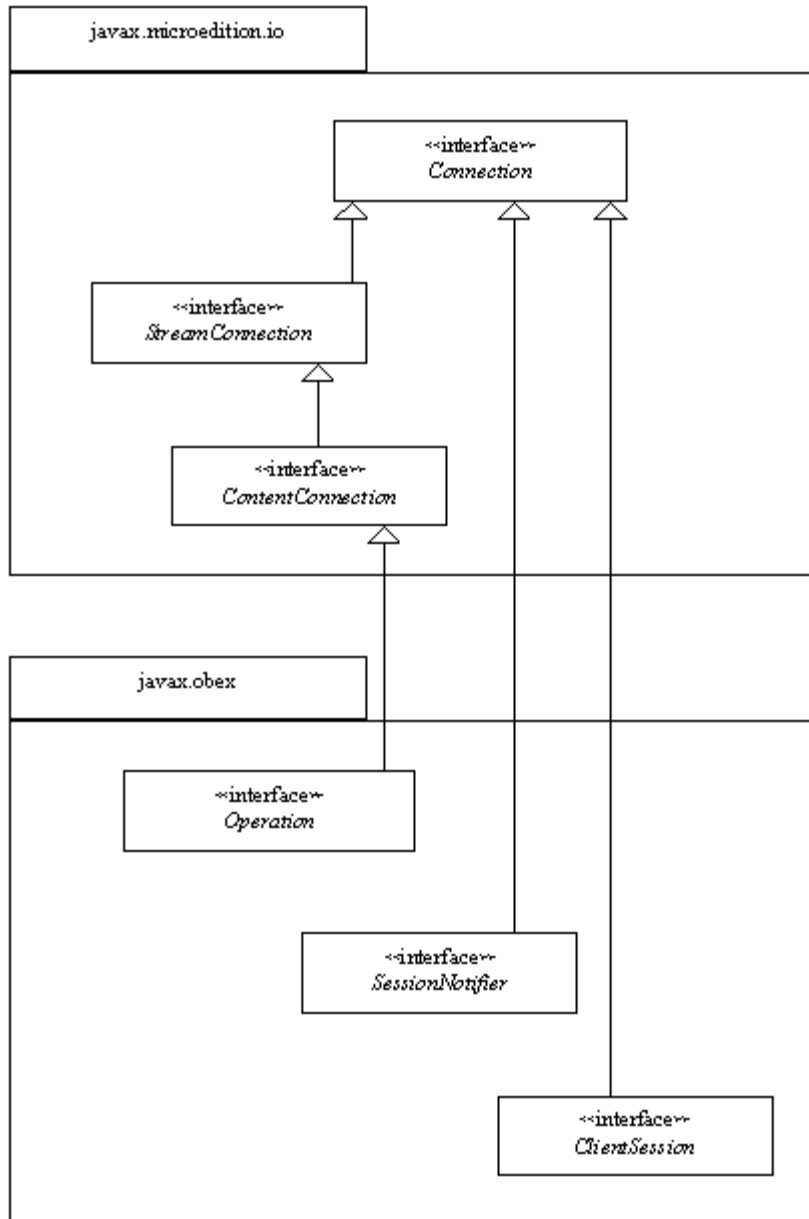 javax.microedition.io
<<interface>>
Connection
<<interface>>
StreamConnection
<<interface>>
ContentConnection
javax.obex
<<interface>>
Operation
<<interface>>
SessionNotifier
<<interface>>
ClientSession